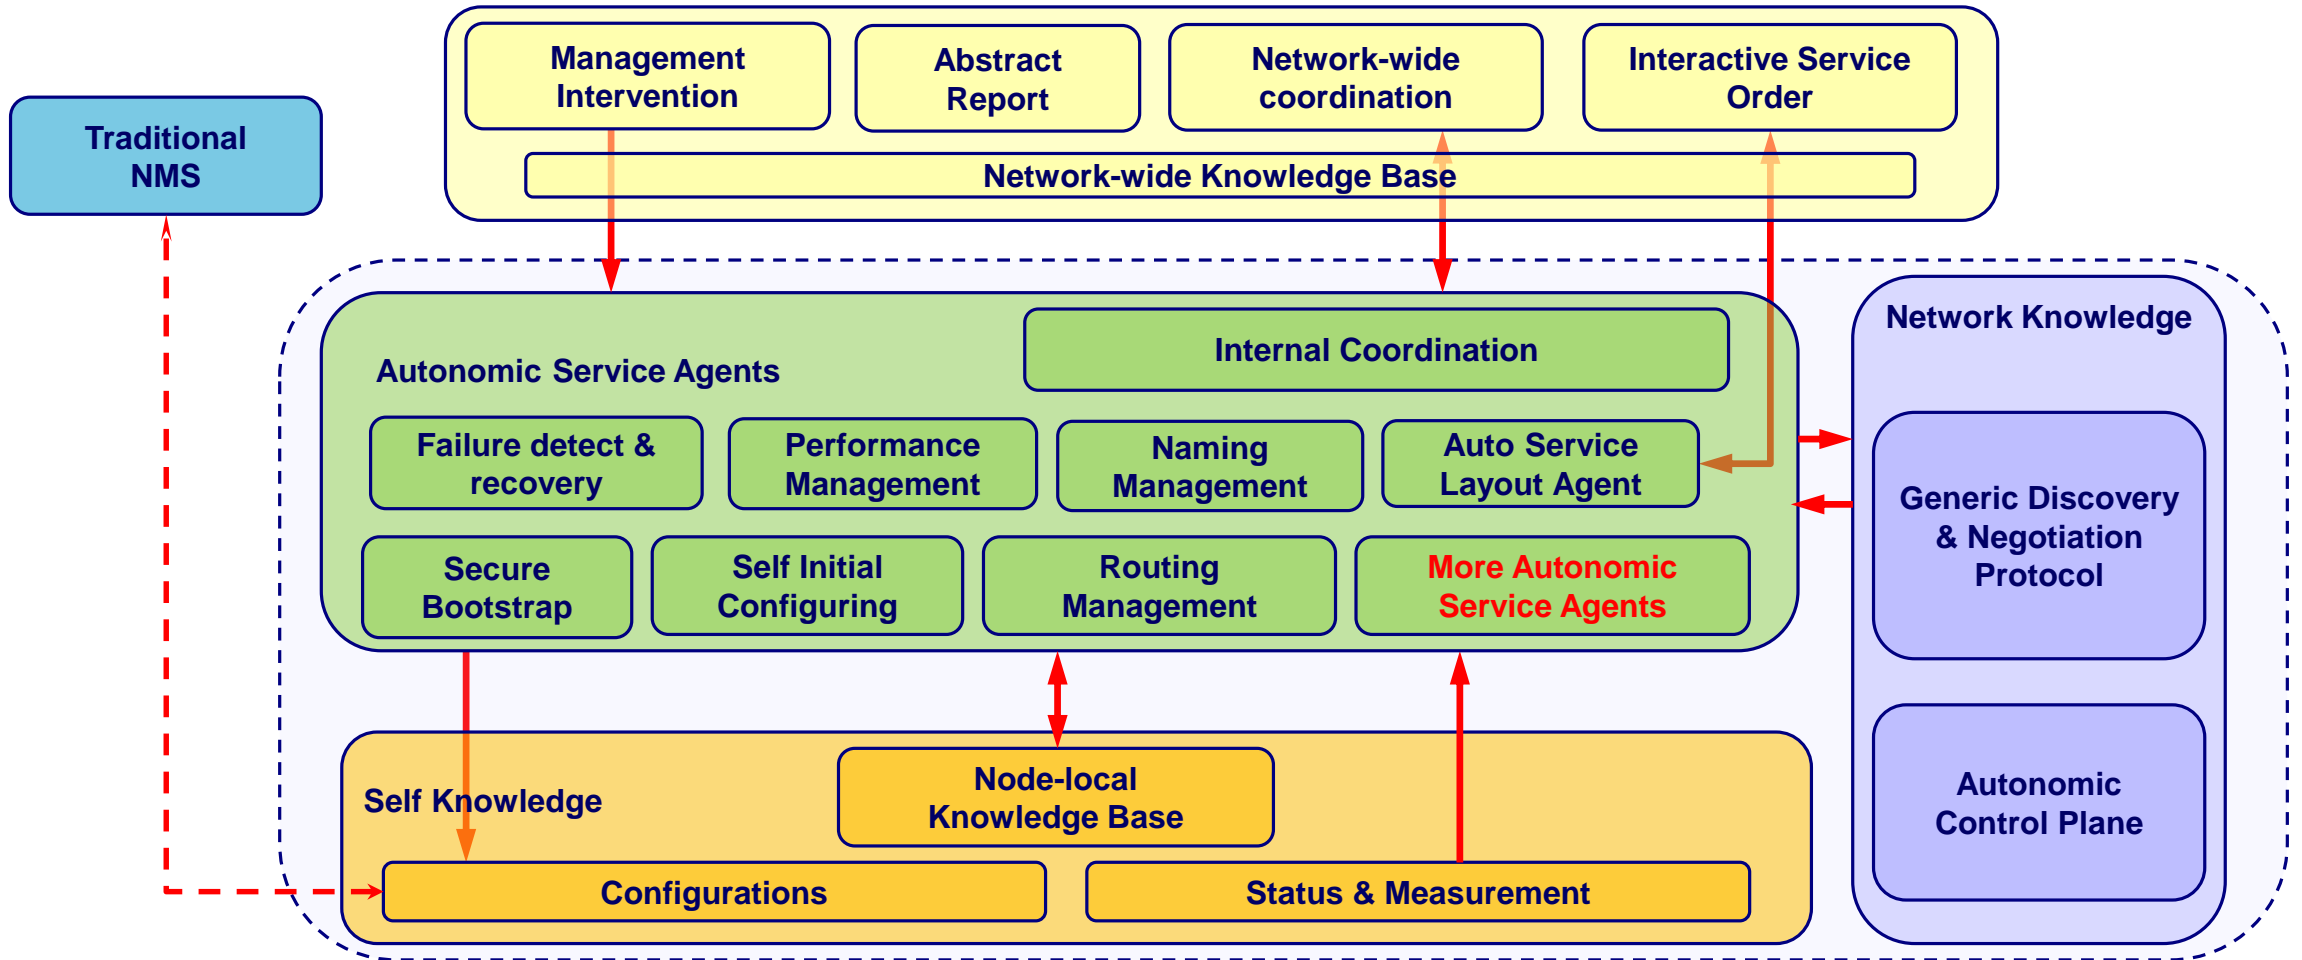 Management
Intervention
Abstract
Report
Network-wide
coordination
Interactive Service
Order
Traditional
NMS
Network-wide Knowledge Base
Network Knowledge
Internal Coordination
Autonomic Service Agents
Failure detect &
recovery
Performance
Management
Naming
Management
Auto Service
Layout Agent
Generic Discovery
& Negotiation
Protocol
Secure
Bootstrap
Self Initial
Configuring
Routing
Management
More Autonomic
Service Agents
Node-local
Knowledge Base
Self Knowledge
Autonomic
Control Plane
Configurations
Status & Measurement